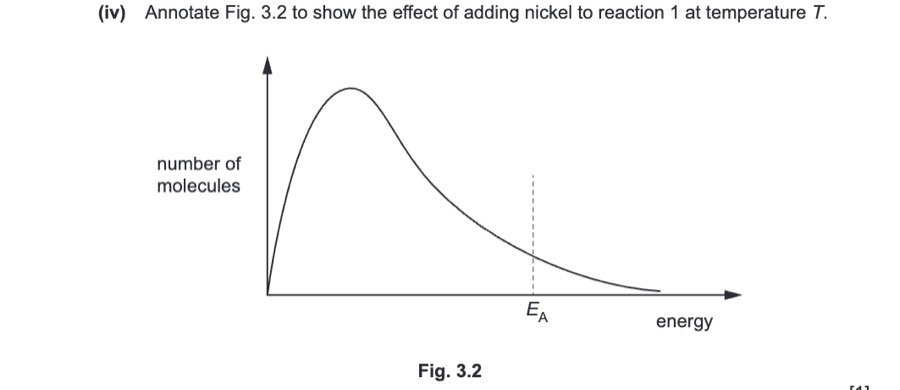 (iv) Annotate Fig. 3.2 to show the effect of adding nickel to reaction 1 at temperature T.
number of
molecules
E_A
energy
Fig. 3.2